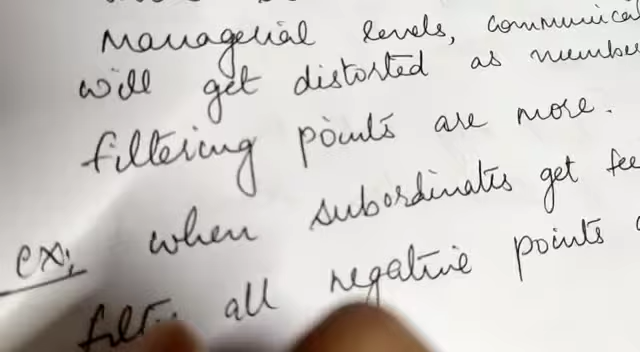 Managerial levels, communica
will get distorted as number
filtering points are more.
ex; when subordinates get fee
all negative points